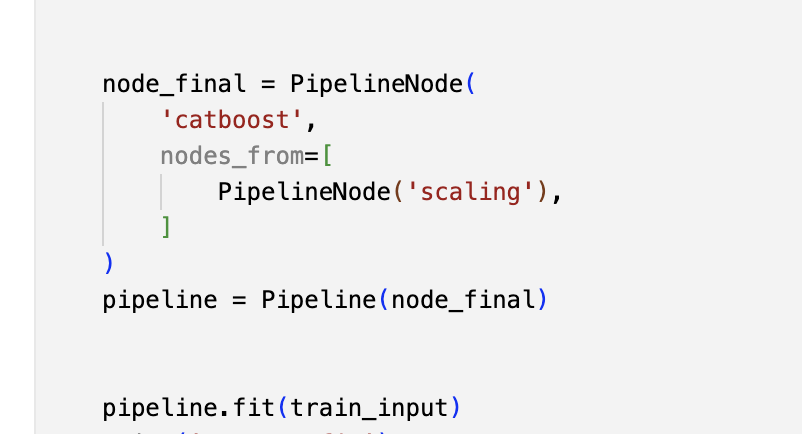 node_final = PipelineNode(
    'catboost',
    nodes_from=[
        PipelineNode('scaling'),
    ]
)
pipeline = Pipeline(node_final)
pipeline.fit(train_input)